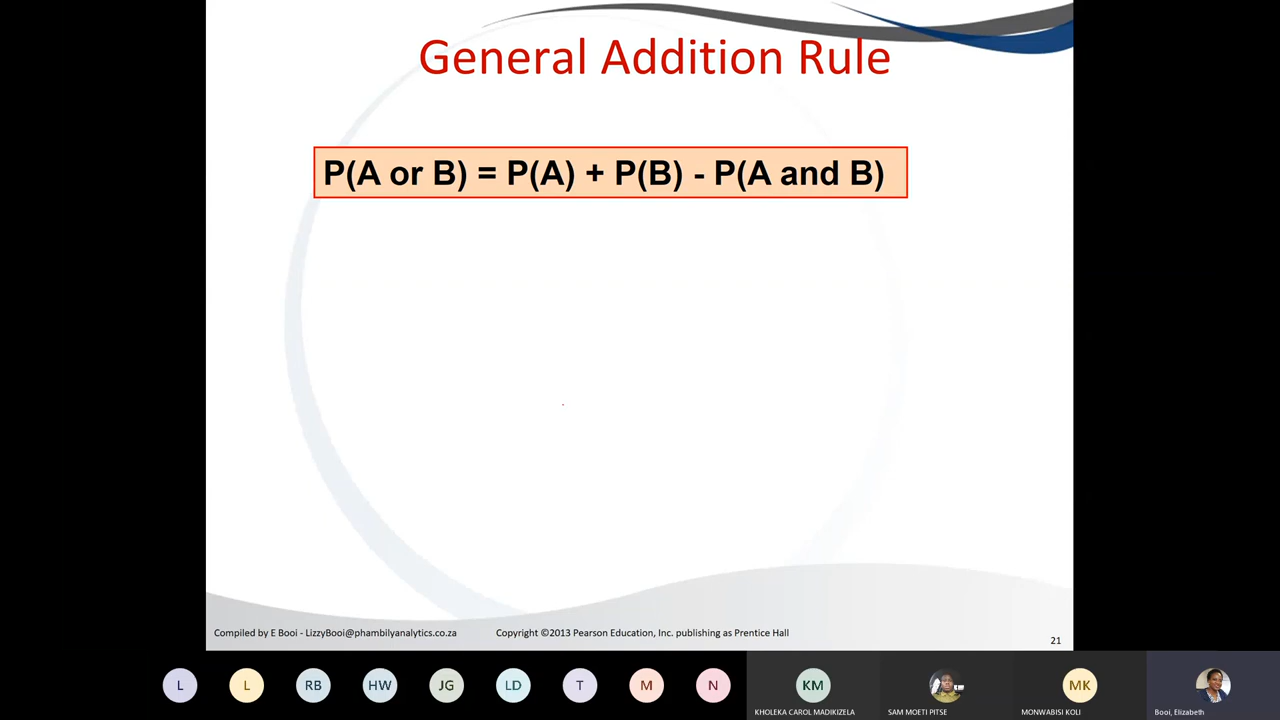 General Addition Rule
P(A or B) = P(A) + P(B) - P(A and B)
Compiled by E Booi - LizzyBooi@phambilyanalytics.co.za
Copyright ©2013 Pearson Education, Inc. publishing as Prentice Hall
21
L
L
RB
HW
JG
LD
T
M
N
KM
MK
KHOLEKA CAROL MADIKIZELA
SAM MOETI PITSE
MONWABISI KOLI
Booi, Elizabeth